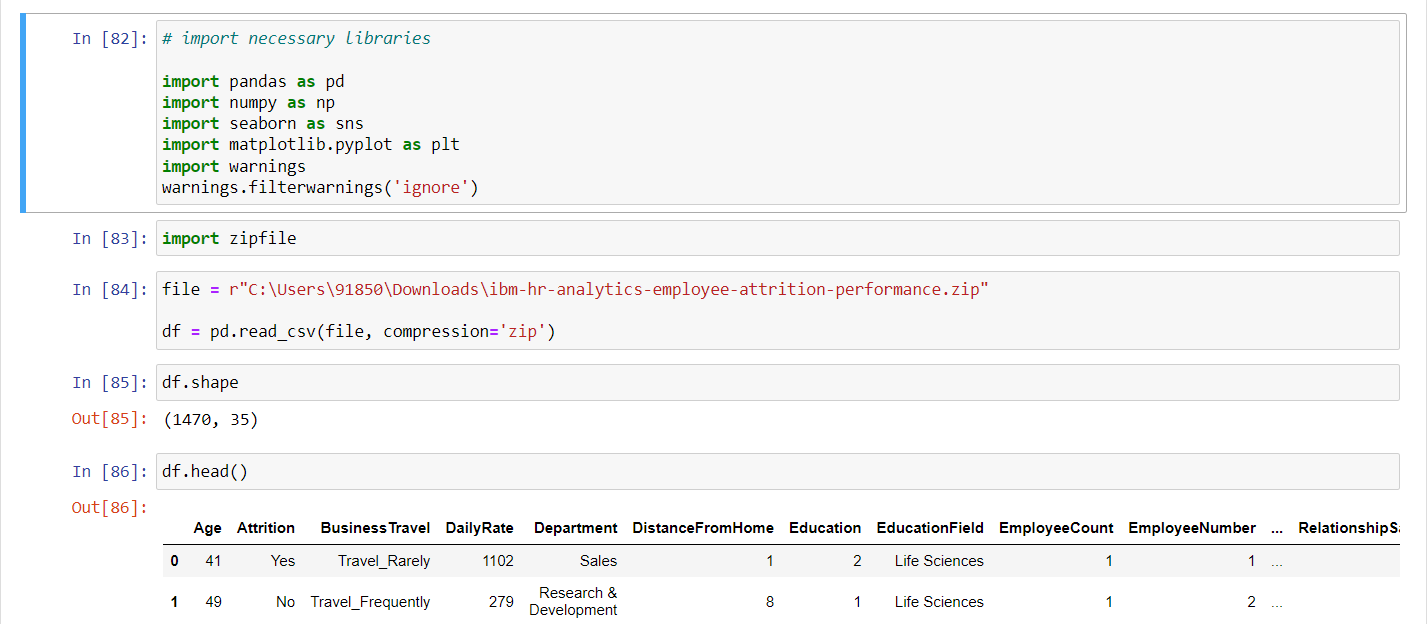 In [82]: # import necessary libraries
import pandas as pd
import numpy as np
import seaborn as sns
import matplotlib.pyplot as plt
import warnings
warnings.filterwarnings('ignore')
In [83]: import zipfile
In [84]: file = r"C:\Users\91850\Downloads\ibm-hr-analytics-employee-attrition-performance.zip"
df = pd.read_csv(file, compression='zip')
In [85]: df.shape
Out[85]: (1470, 35)
In [86]: df.head()
Out[86]:
Age Attrition BusinessTravel DailyRate Department DistanceFromHome Education EducationField EmployeeCount EmployeeNumber ...
0 41 Yes Travel_Rarely 1102 Sales 1 2 Life Sciences 1 1 ...
1 49 No Travel_Frequently 279 Research &
Development 8 1 Life Sciences 1 2 ...